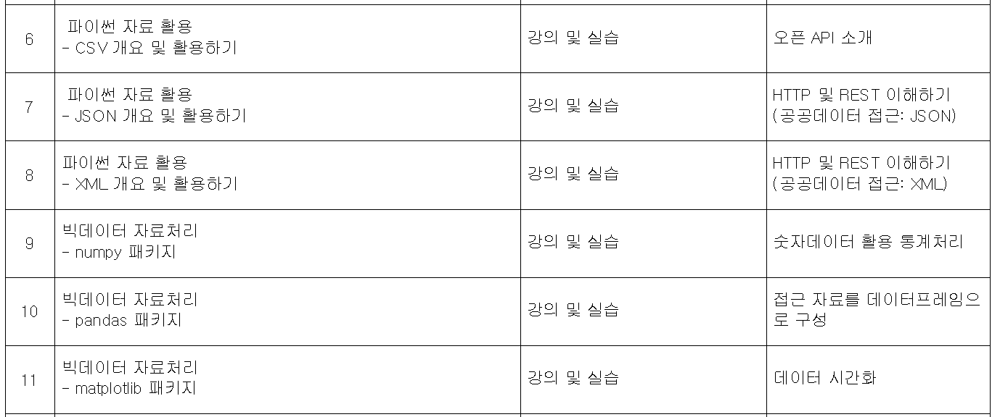 6
파이썬 자료 활용
- CSV 개요 및 활용하기
강의 및 실습
오픈 API 소개
7
파이썬 자료 활용
- JSON 개요 및 활용하기
강의 및 실습
HTTP 및 REST 이해하기
(공공데이터 접근: JSON)
8
파이썬 자료 활용
- XML 개요 및 활용하기
강의 및 실습
HTTP 및 REST 이해하기
(공공데이터 접근: XML)
9
빅데이터 자료처리
- numpy 패키지
강의 및 실습
숫자데이터 활용 통계처리
10
빅데이터 자료처리
- pandas 패키지
강의 및 실습
접근 자료를 데이터프레임으
로 구성
11
빅데이터 자료처리
- matplotlib 패키지
강의 및 실습
데이터 시간화